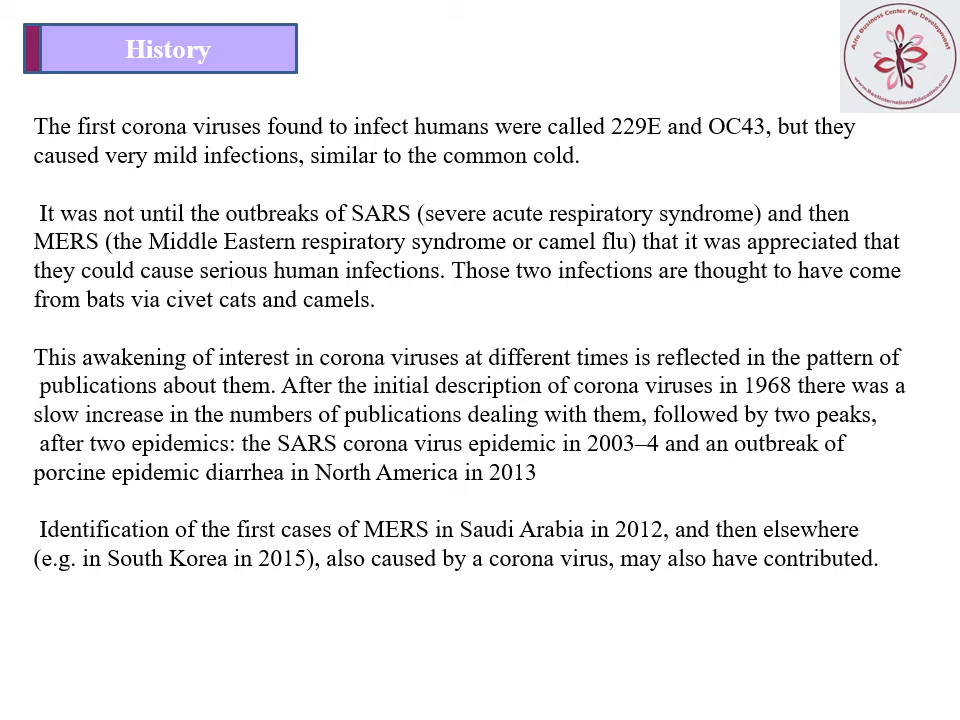 History
Alfa Business Center For Development
www.BestInternationalEducation.com
The first corona viruses found to infect humans were called 229E and OC43, but they
caused very mild infections, similar to the common cold.
It was not until the outbreaks of SARS (severe acute respiratory syndrome) and then
MERS (the Middle Eastern respiratory syndrome or camel flu) that it was appreciated that
they could cause serious human infections. Those two infections are thought to have come
from bats via civet cats and camels.
This awakening of interest in corona viruses at different times is reflected in the pattern of
publications about them. After the initial description of corona viruses in 1968 there was a
slow increase in the numbers of publications dealing with them, followed by two peaks,
after two epidemics: the SARS corona virus epidemic in 2003–4 and an outbreak of
porcine epidemic diarrhea in North America in 2013
Identification of the first cases of MERS in Saudi Arabia in 2012, and then elsewhere
(e.g. in South Korea in 2015), also caused by a corona virus, may also have contributed.